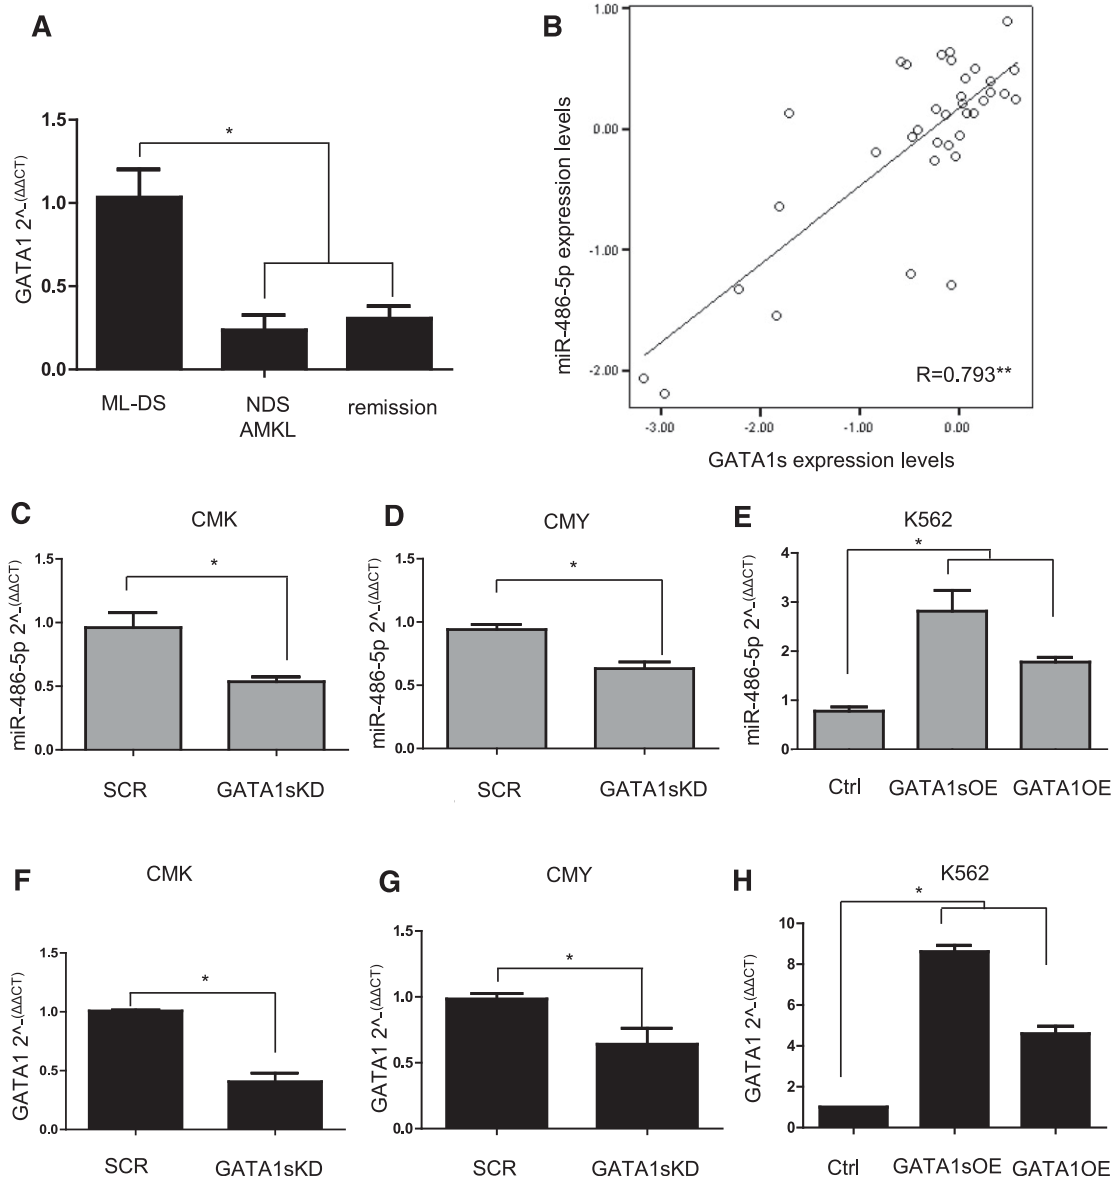 A
GATA1 2^-(ΔΔCT)
1.5
1.0
0.5
0.0
*
ML-DS
NDS
AMKL
remission
B
miR-486-5p expression levels
1.00
0.00
-1.00
-2.00
R=0.793**
-3.00
-2.00
-1.00
0.00
GATA1s expression levels
C
CMK
miR-486-5p 2^-(ΔΔCT)
1.5
1.0
0.5
0.0
*
SCR
GATA1sKD
D
CMY
miR-486-5p 2^-(ΔΔCT)
1.5
1.0
0.5
0.0
*
SCR
GATA1sKD
E
K562
miR-486-5p 2^-(ΔΔCT)
4
3
2
1
0
*
Ctrl
GATA1sOE
GATA1OE
F
CMK
GATA1 2^-(ΔΔCT)
1.5
1.0
0.5
0.0
*
SCR
GATA1sKD
G
CMY
GATA1 2^-(ΔΔCT)
1.5
1.0
0.5
0.0
*
SCR
GATA1sKD
H
K562
GATA1 2^-(ΔΔCT)
10
8
6
4
2
0
*
Ctrl
GATA1sOE
GATA1OE